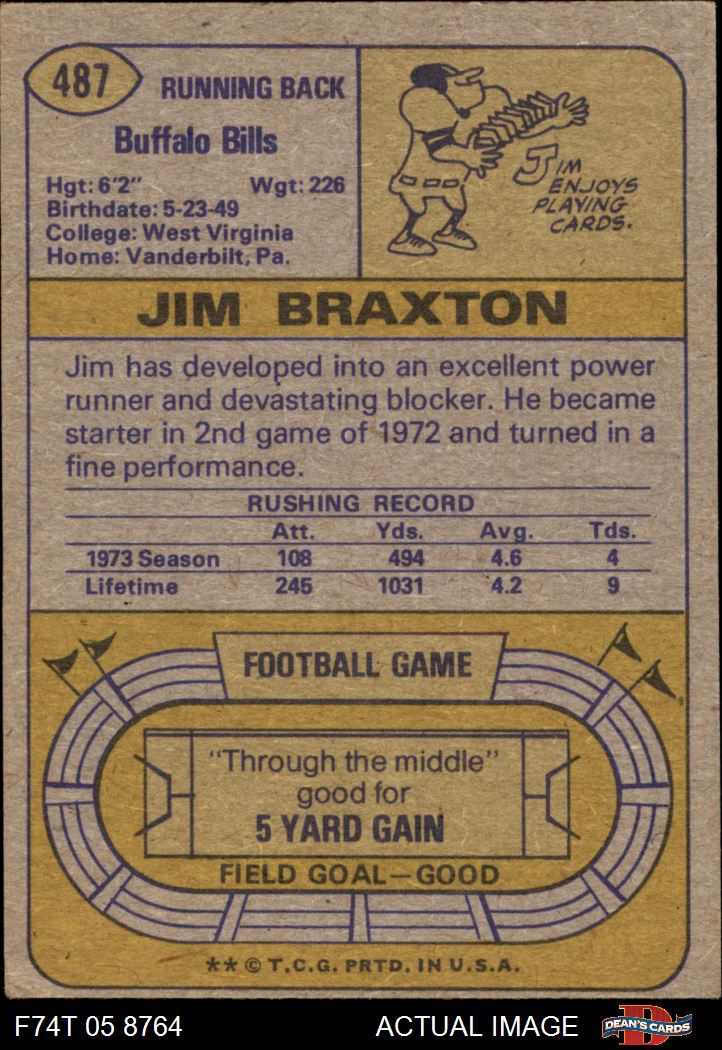 487
RUNNING BACK
Buffalo Bills
Hgt: 6'2" Wgt: 226
Birthdate: 5-23-49
College: West Virginia
Home: Vanderbilt, Pa.
JIM
ENJOYS
PLAYING
CARDS.
JIM BRAXTON
Jim has developed into an excellent power
runner and devastating blocker. He became
starter in 2nd game of 1972 and turned in a
fine performance.
RUSHING RECORD
Att. Yds. Avg. Tds.
1973 Season 108 494 4.6 4
Lifetime 245 1031 4.2 9
FOOTBALL GAME
"Through the middle"
good for
5 YARD GAIN
FIELD GOAL—GOOD
** © T.C.G. PRTD. IN U.S.A.
F74T 05 8764 ACTUAL IMAGE
D
DEAN'S CARDS